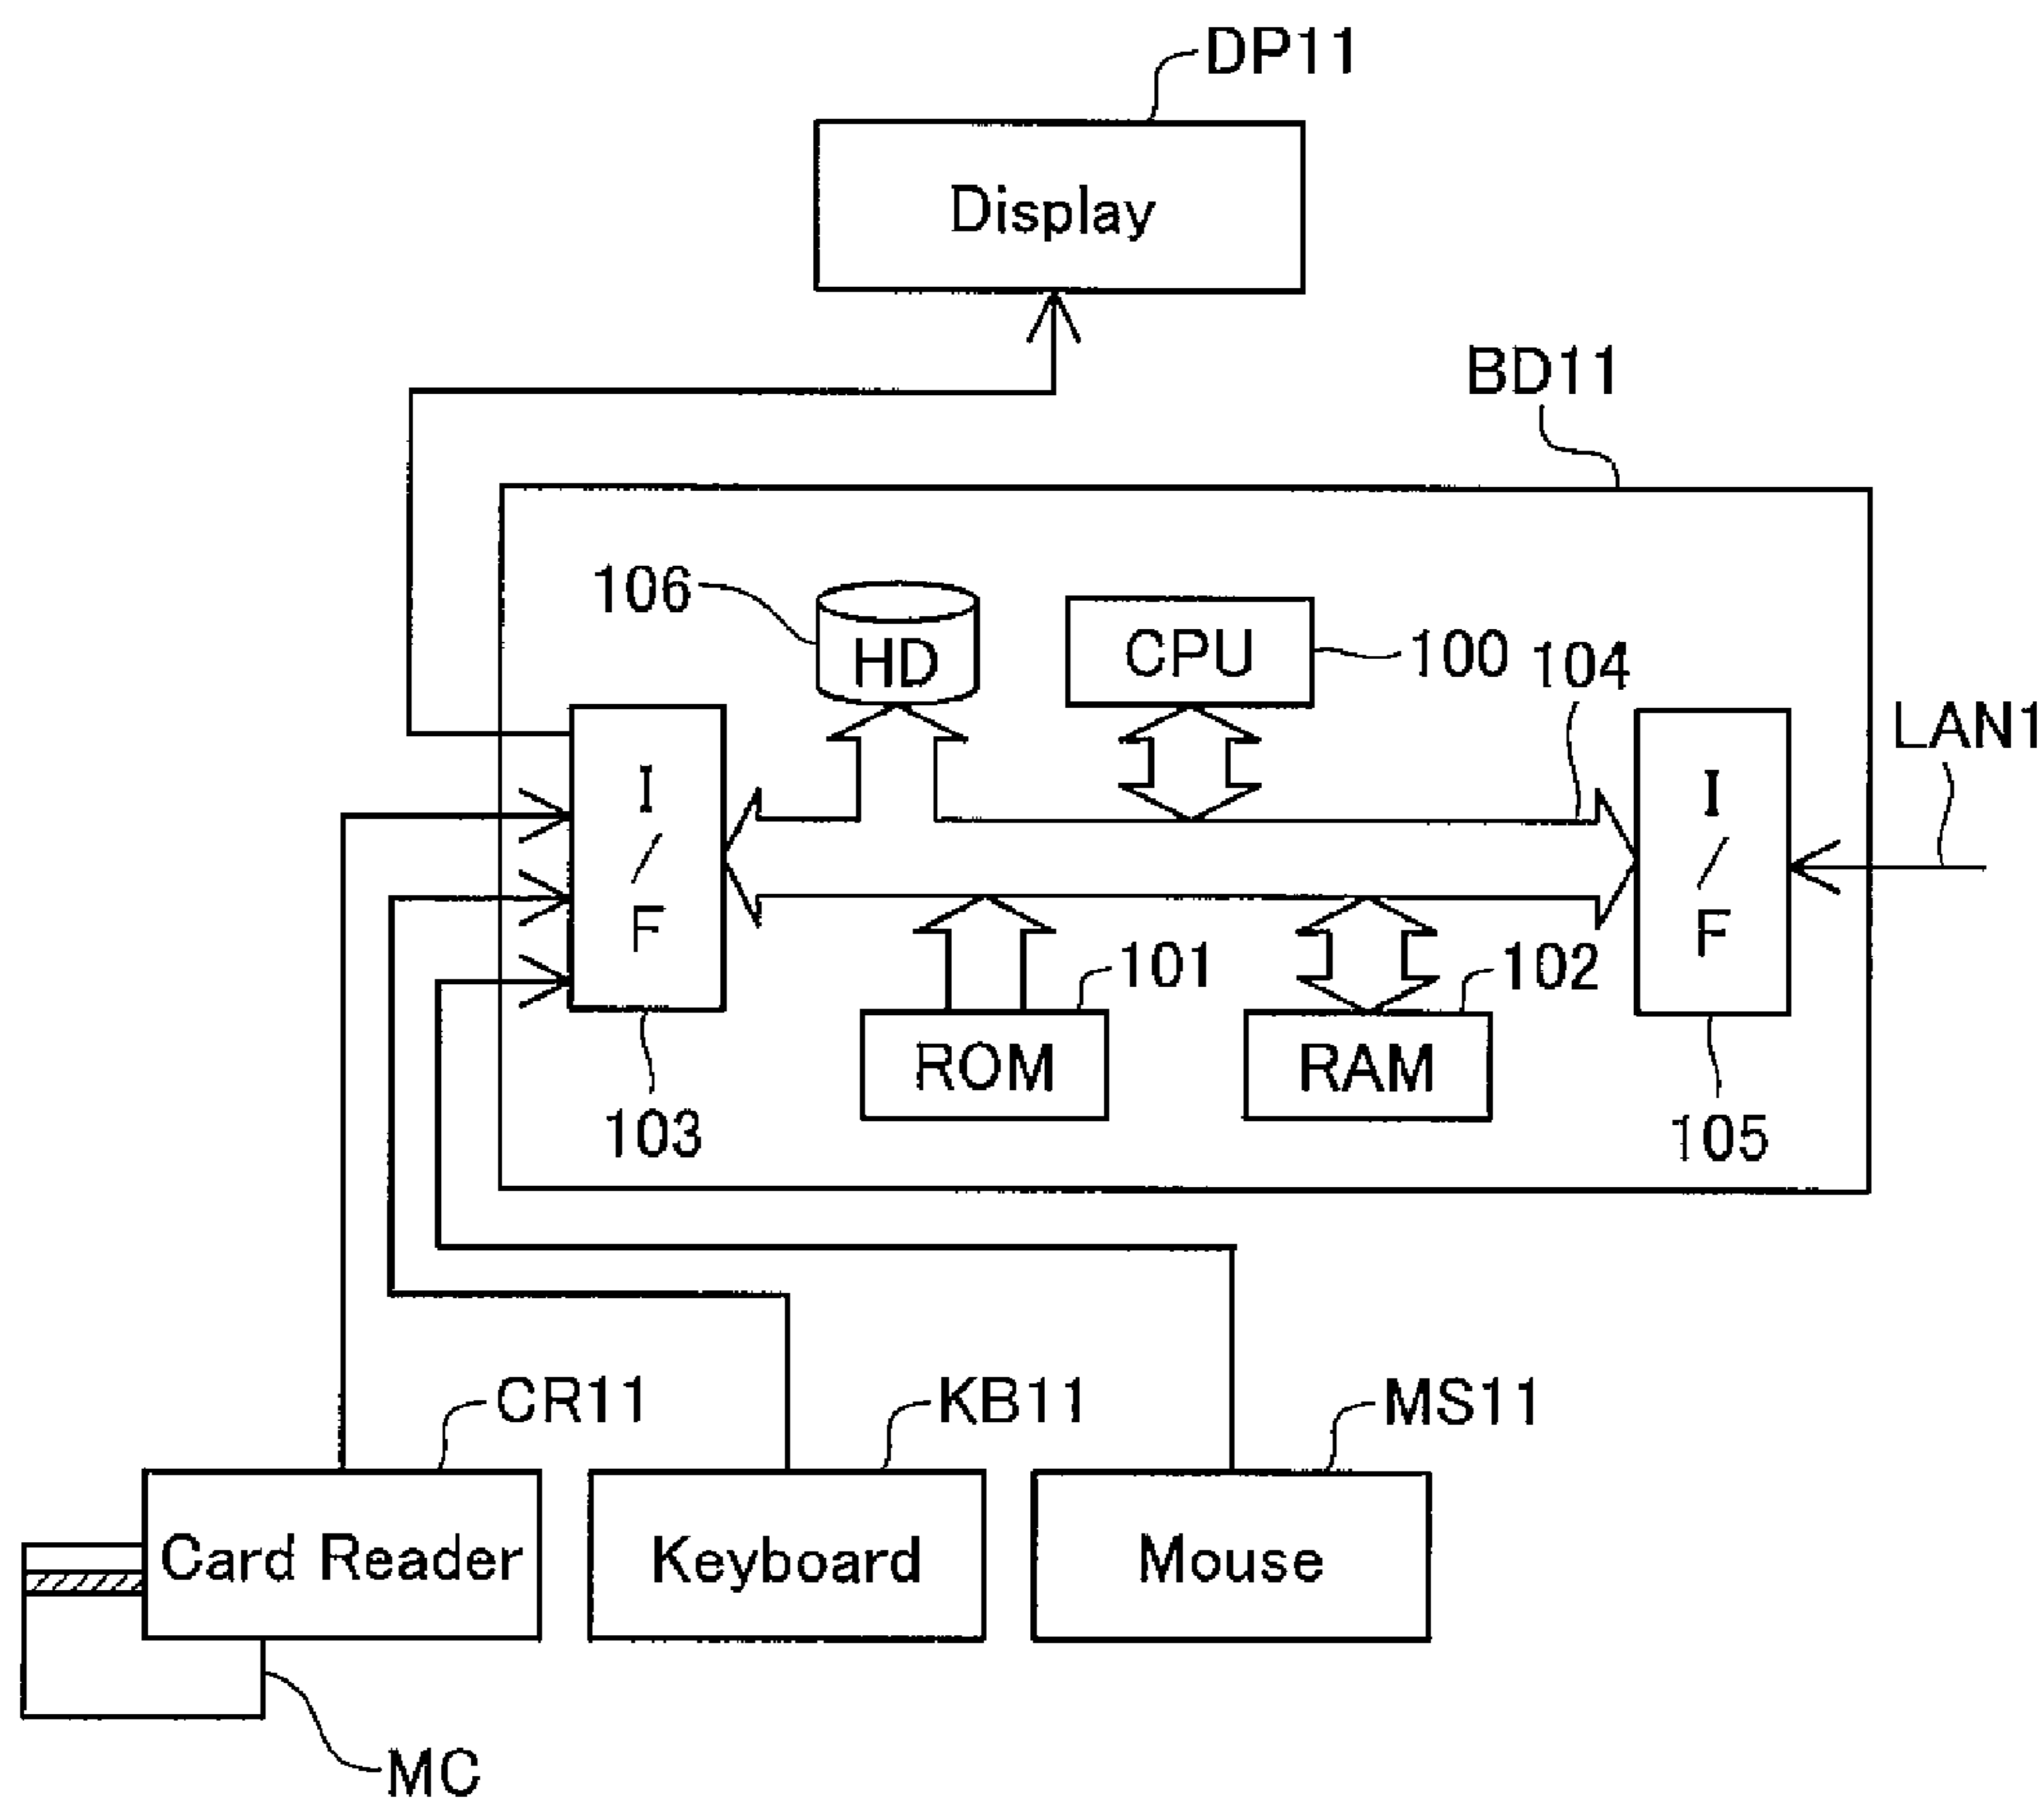 DP11
Display
BD11
106
HD
CPU
100
104
LAN1
I
/
F
I
/
F
101
102
ROM
RAM
103
105
CR11
KB11
MS11
Card Reader
Keyboard
Mouse
MC